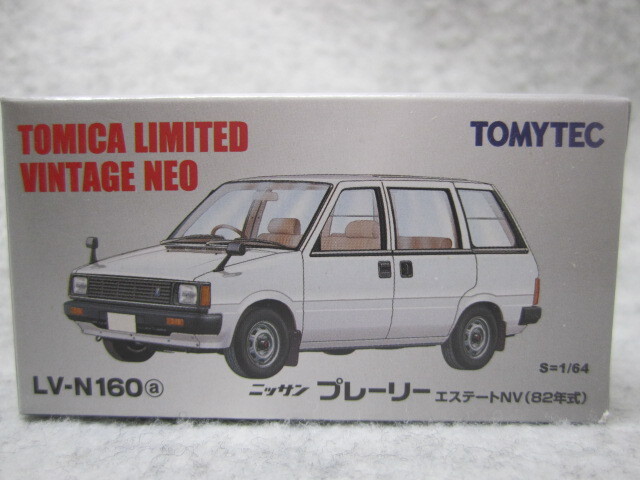 TOMICA LIMITED
VINTAGE NEO
TOMYTEC
S=1/64
LV-N160ⓐ
ニッサン プレーリー エステートNV(82年式)